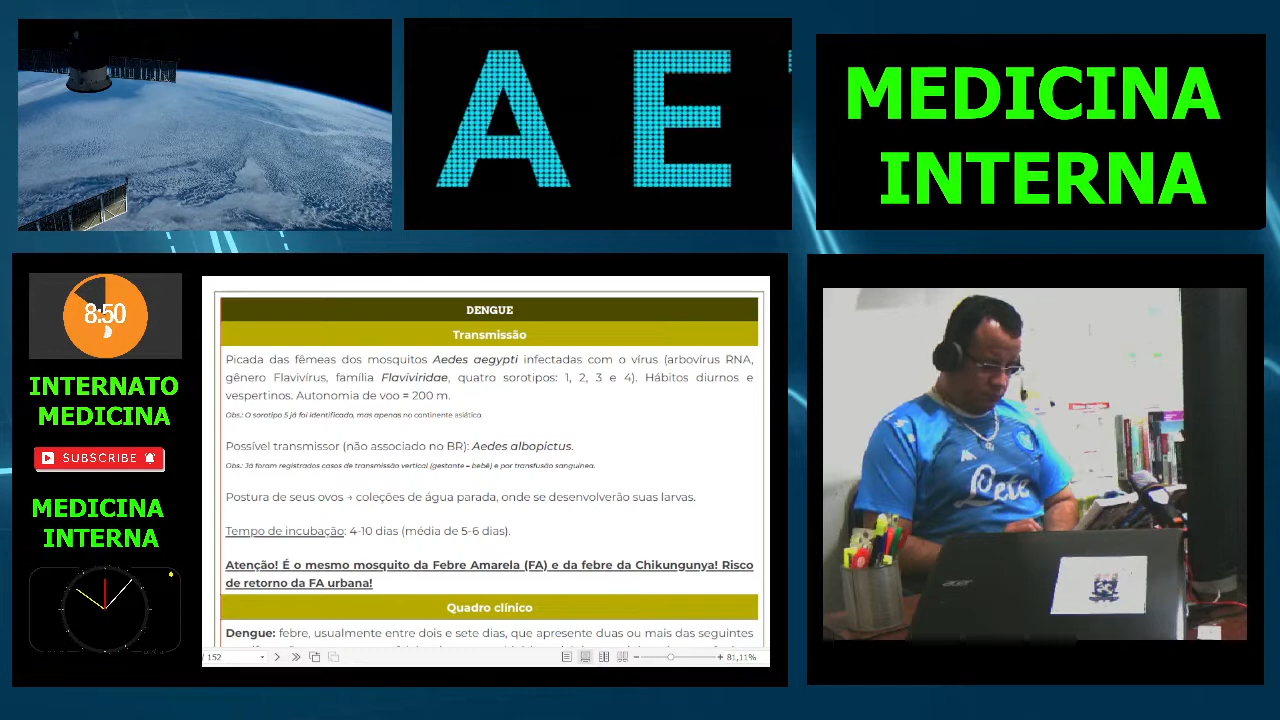 A E
MEDICINA
INTERNA
8:50
INTERNATO
MEDICINA
SUBSCRIBE
MEDICINA
INTERNA
DENGUE
Transmissão
Picada das fêmeas dos mosquitos Aedes aegypti infectadas com o vírus (arbovírus RNA,
gênero Flavivírus, família Flaviviridae, quatro sorotipos: 1, 2, 3 e 4). Hábitos diurnos e
vespertinos. Autonomia de voo = 200 m.
Obs.: O sorotipo 5 já foi identificado, mas apenas no continente asiático.
Possível transmissor (não associado no BR): Aedes albopictus.
Obs.: Já foram registrados casos de transmissão vertical (gestante – bebê) e por transfusão sanguínea.
Postura de seus ovos → coleções de água parada, onde se desenvolverão suas larvas.
Tempo de incubação: 4-10 dias (média de 5-6 dias).
Atenção! É o mesmo mosquito da Febre Amarela (FA) e da febre da Chikungunya! Risco
de retorno da FA urbana!
Quadro clínico
Dengue: febre, usualmente entre dois e sete dias, que apresente duas ou mais das seguintes
/ 152
81,11%
Pele
acer